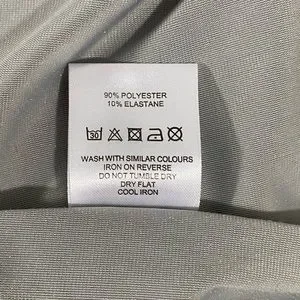 90% POLYESTER
10% ELASTANE
30
WASH WITH SIMILAR COLOURS
IRON ON REVERSE
DO NOT TUMBLE DRY
DRY FLAT
COOL IRON